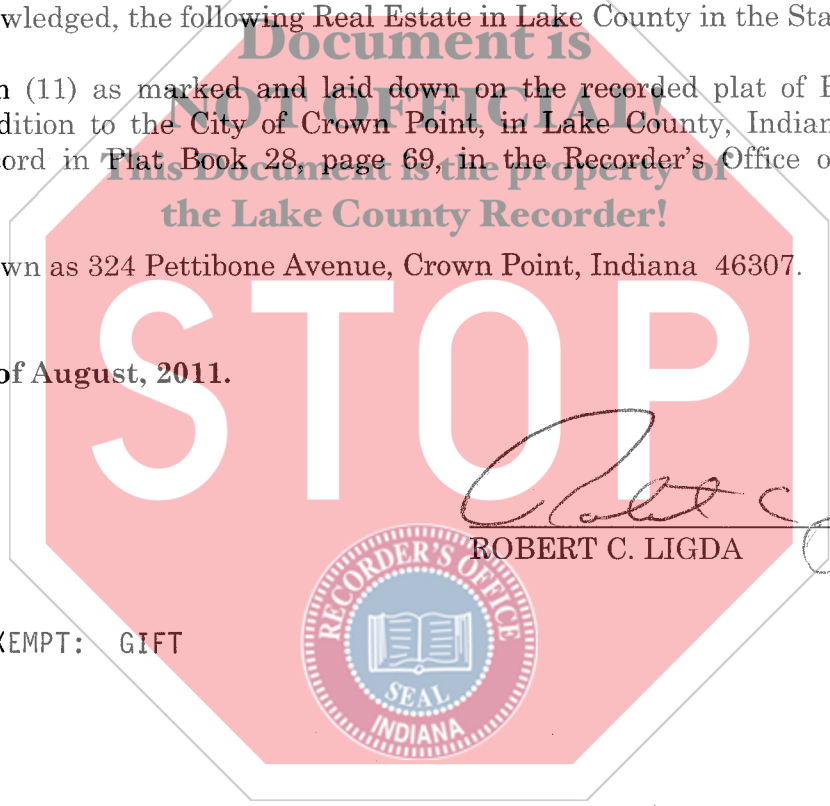 wledged, the following Real Estate in Lake County in the Sta
Document is
n (11) as marked and laid down on the recorded plat of
NOT OFFICIAL!
dition to the City of Crown Point, in Lake County, Indian
ord in Plat Book 28, page 69, in the Recorder's Office o
This Document is the property of
the Lake County Recorder!
wn as 324 Pettibone Avenue, Crown Point, Indiana 46307.
STOP
of August, 2011.
Robert C.
ROBERT C. LIGDA
RECORDER'S OFFICE
SEAL
INDIANA
XEMPT: GIFT